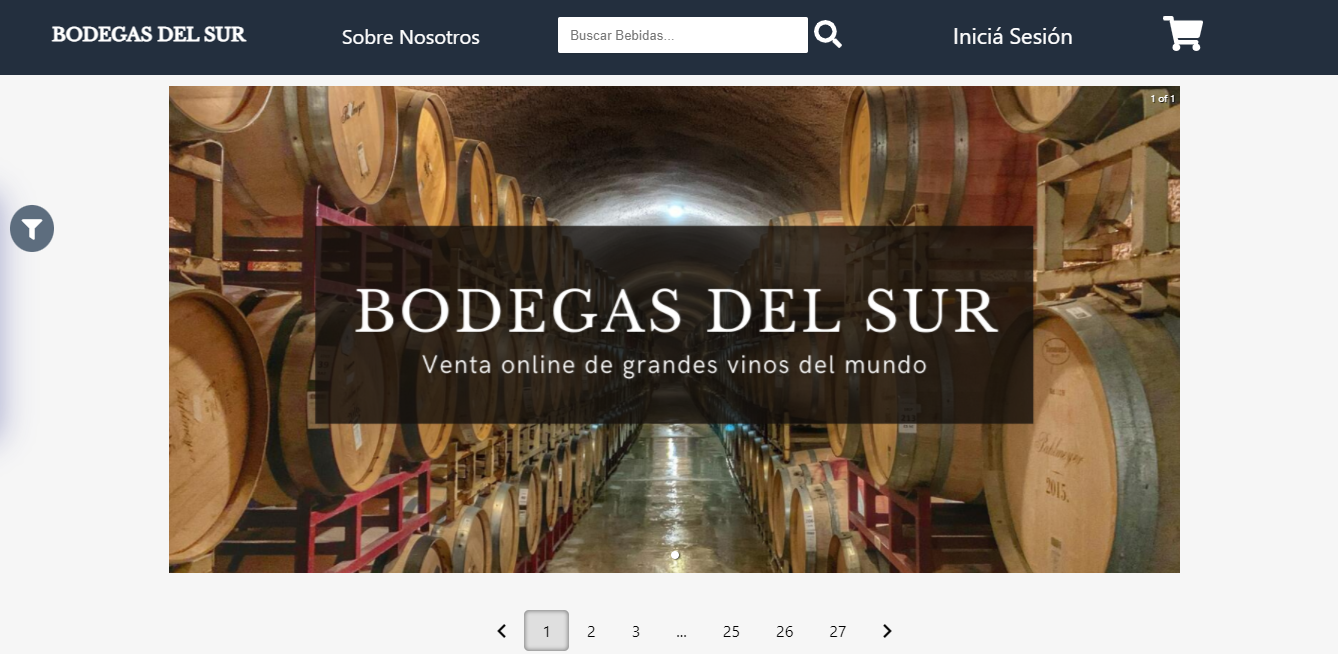 BODEGAS DEL SUR
Sobre Nosotros
Buscar Bebidas...
Iniciá Sesión
1 of 1
BODEGAS DEL SUR
Venta online de grandes vinos del mundo
2015.
1 2 3 ... 25 26 27